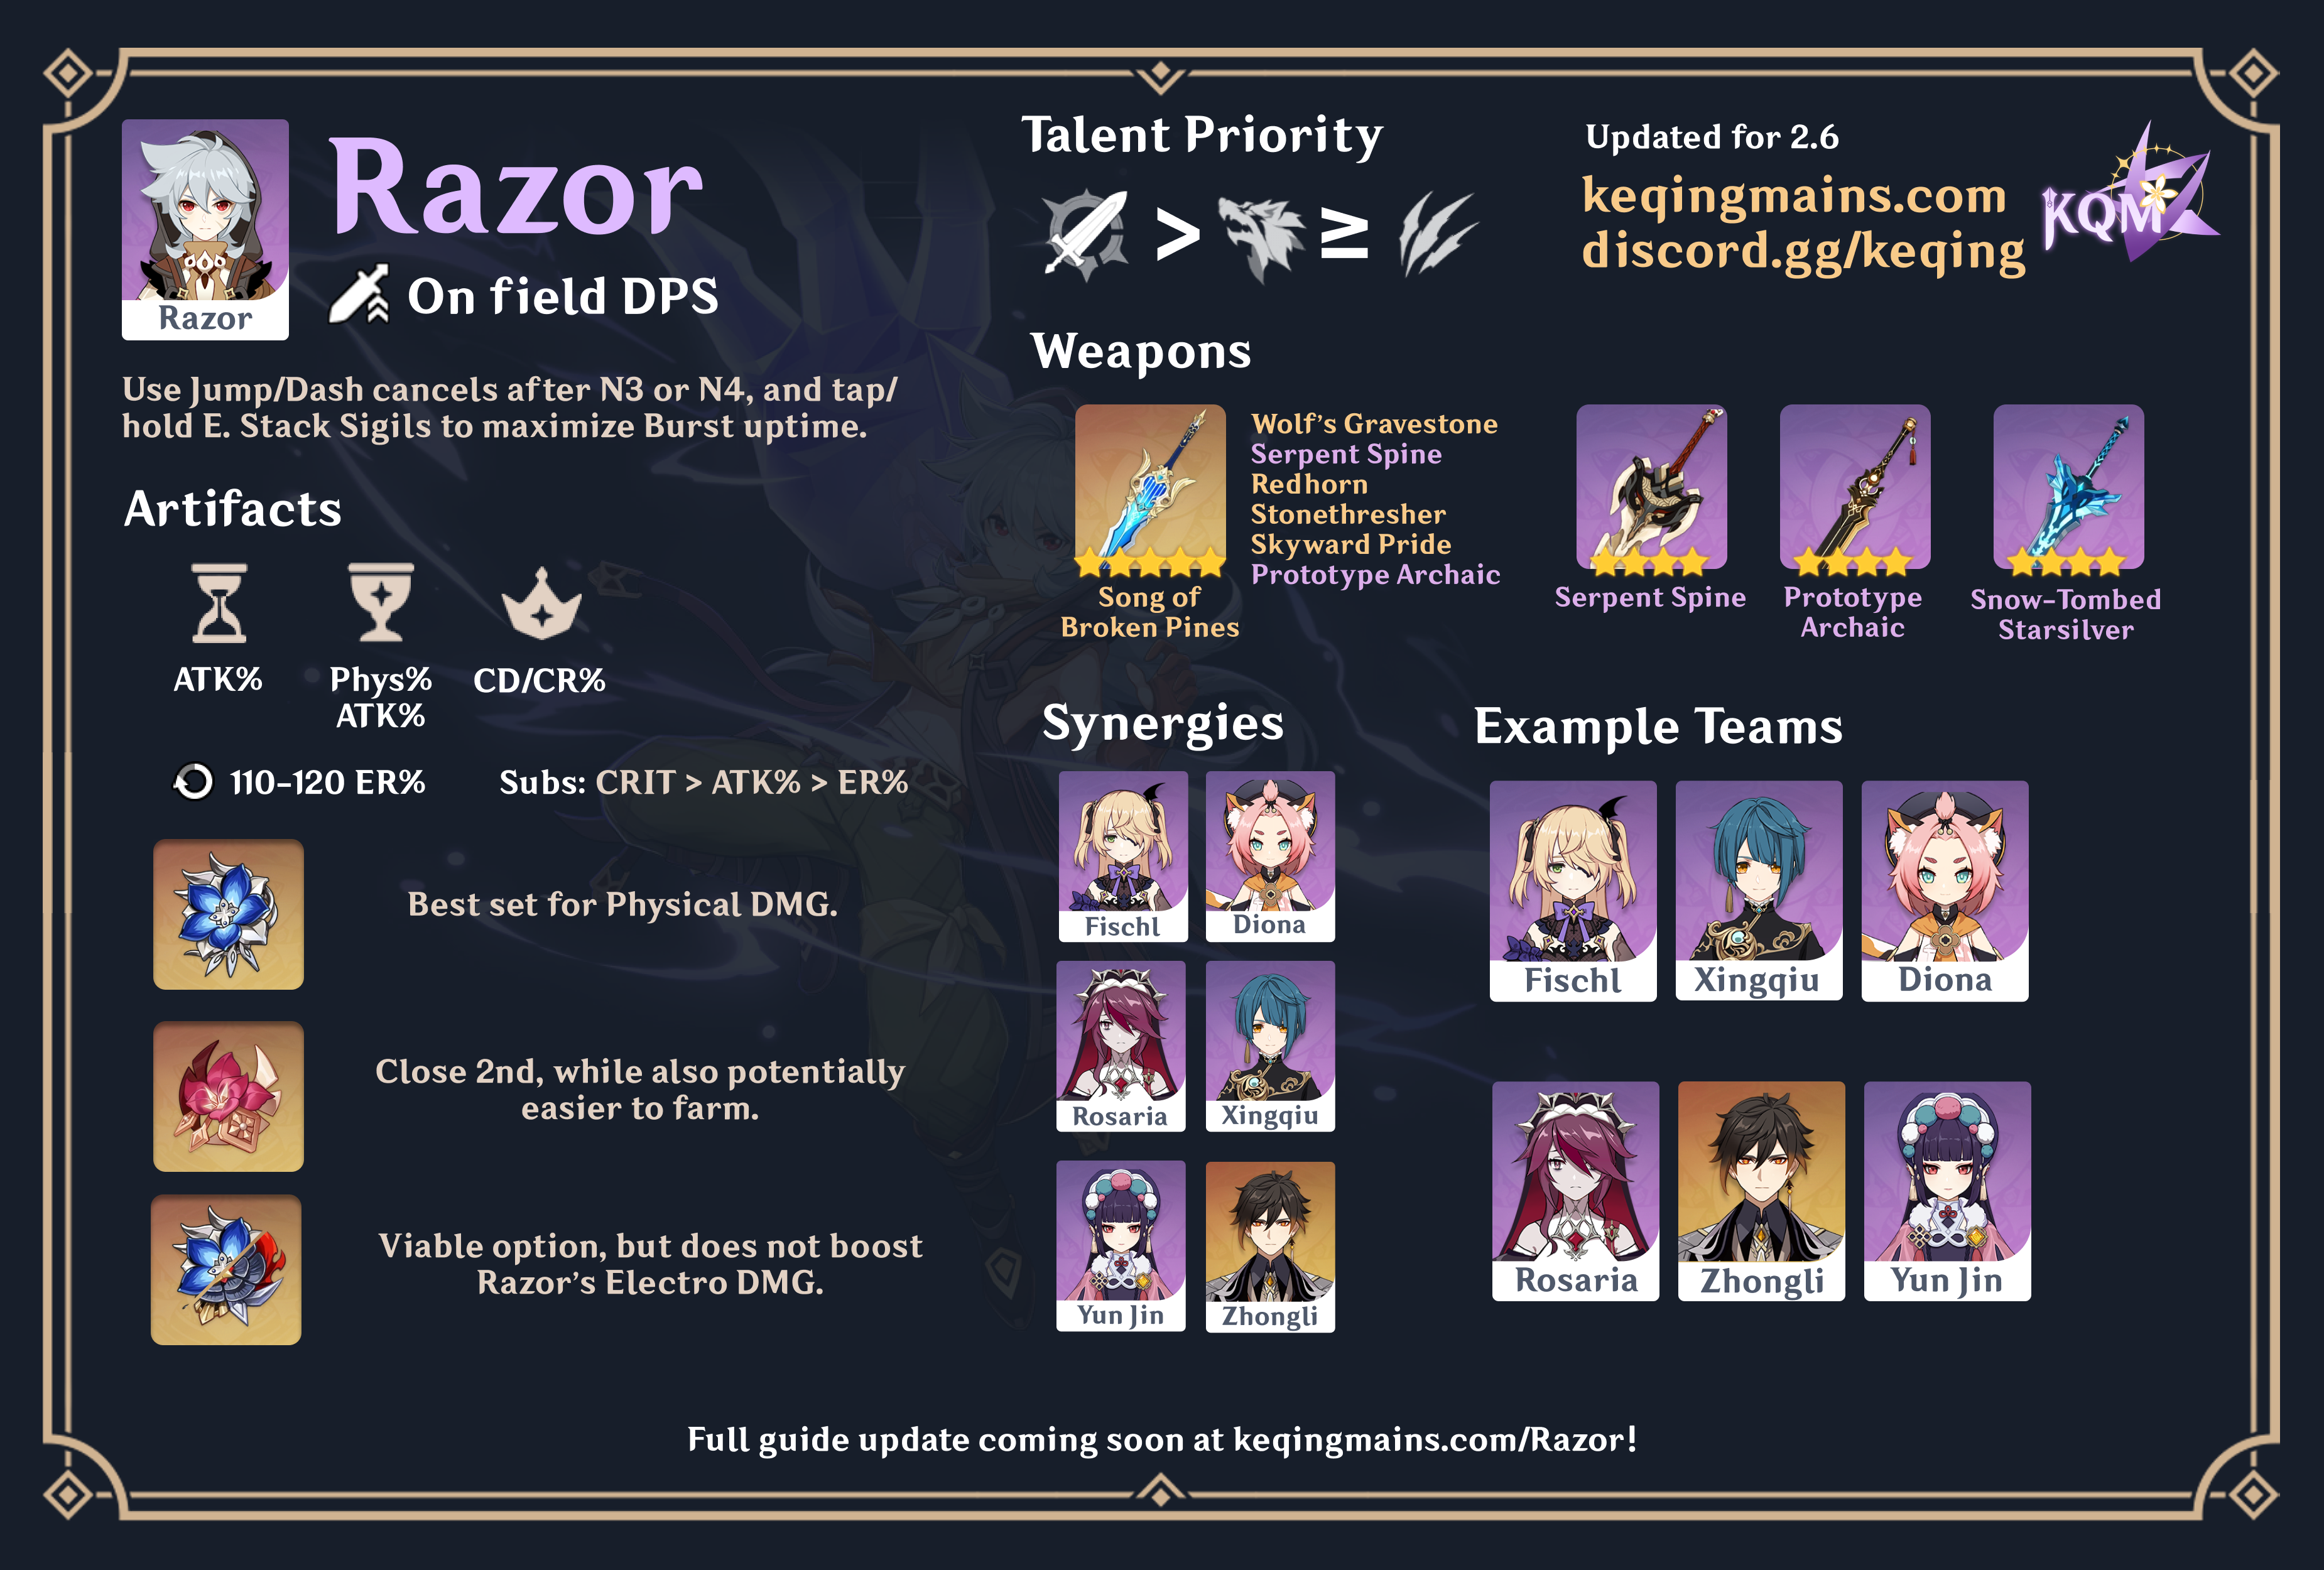 Razor
Razor
On field DPS
Use Jump/Dash cancels after N3 or N4, and tap/
hold E. Stack Sigils to maximize Burst uptime.
Artifacts
ATK%
Phys%
ATK%
CD/CR%
110-120 ER%
Subs: CRIT > ATK% > ER%
Best set for Physical DMG.
Close 2nd, while also potentially
easier to farm.
Viable option, but does not boost
Razor's Electro DMG.
Talent Priority
> ≥
Updated for 2.6
keqingmains.com
discord.gg/keqing
KQM
Weapons
Song of
Broken Pines
Wolf's Gravestone
Serpent Spine
Redhorn
Stonethresher
Skyward Pride
Prototype Archaic
Serpent Spine
Prototype
Archaic
Snow-Tombed
Starsilver
Synergies
Fischl
Diona
Rosaria
Xingqiu
Yun Jin
Zhongli
Example Teams
Fischl
Xingqiu
Diona
Rosaria
Zhongli
Yun Jin
Full guide update coming soon at keqingmains.com/Razor!